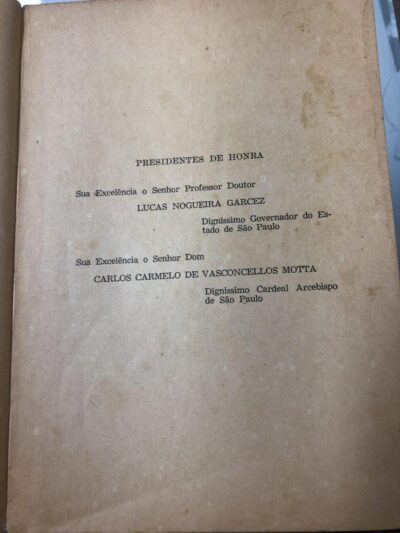 PRESIDENTES DE HONRA
Sua Excelência o Senhor Professor Doutor
LUCAS NOGUEIRA GARCEZ
Digníssimo Governador do Es-
tado de São Paulo
Sua Excelência o Senhor Dom
CARLOS CARMELO DE VASCONCELLOS MOTTA
Digníssimo Cardeal Arcebispo
de São Paulo